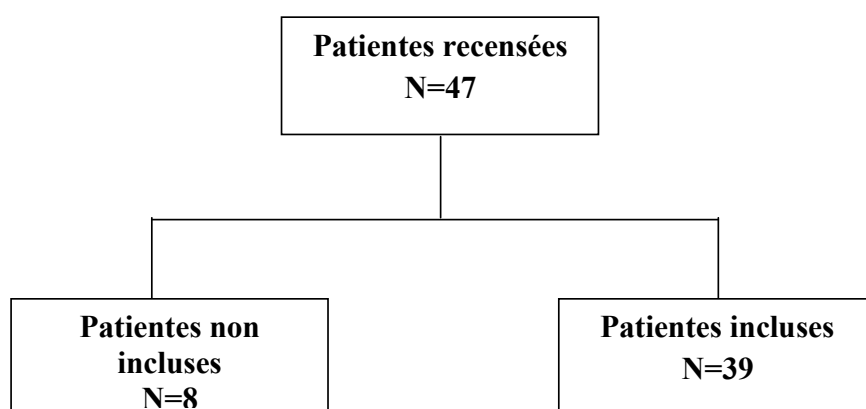 Patientes recensées
N=47
Patientes non
incluses
N=8
Patientes incluses
N=39